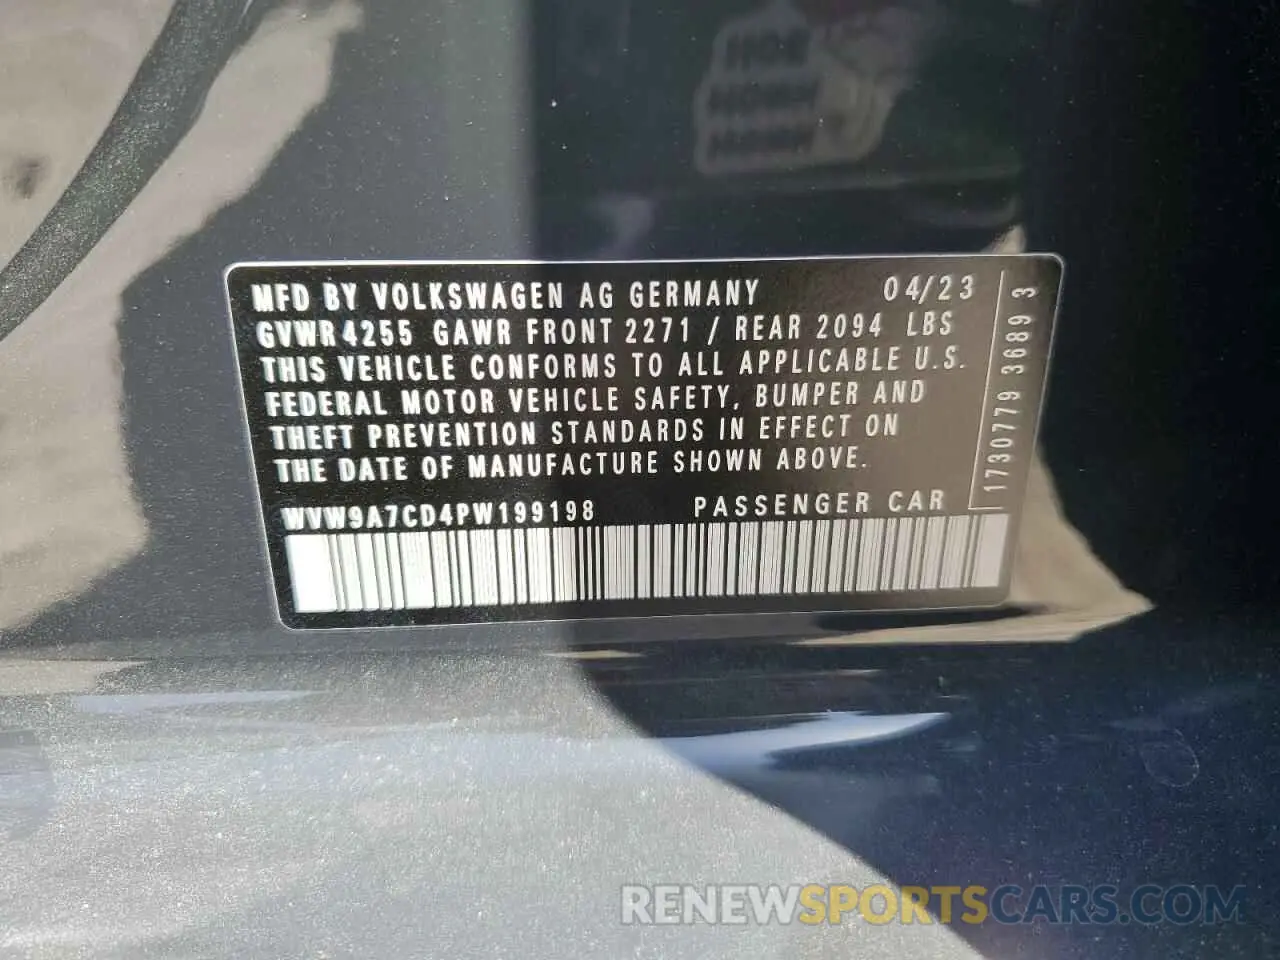 MFD BY VOLKSWAGEN AG GERMANY 04/23
GVWR 4255 GAWR FRONT 2271 / REAR 2094 LBS
THIS VEHICLE CONFORMS TO ALL APPLICABLE U.S.
FEDERAL MOTOR VEHICLE SAFETY, BUMPER AND
THEFT PREVENTION STANDARDS IN EFFECT ON
THE DATE OF MANUFACTURE SHOWN ABOVE.
WVW9A7CD4PW199198 PASSENGER CAR
1730779 3689 3
RENEWSPORTSCARS.COM